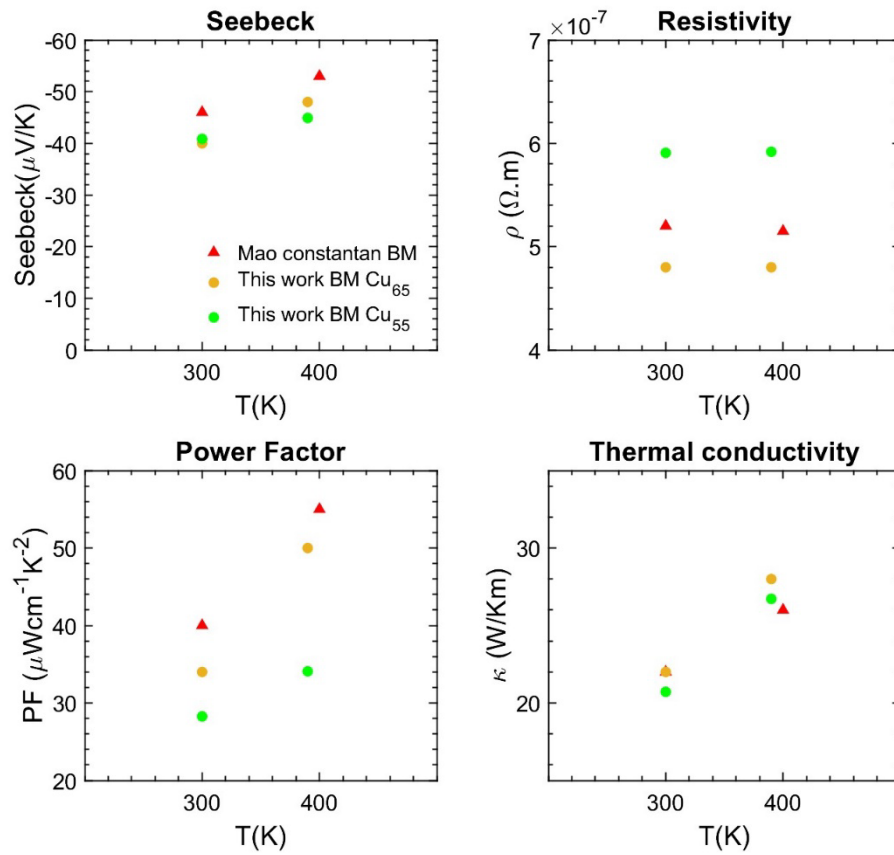 Seebeck
Seebeck(μV/K)
-60
-50
-40
-30
-20
-10
0
Mao constantan BM
This work BM Cu65
This work BM Cu55
300
400
T(K)
Resistivity
×10-7
ρ (Ω.m)
7
6
5
4
300
400
T(K)
Power Factor
PF (μWcm-1K-2)
60
50
40
30
20
300
400
T(K)
Thermal conductivity
κ (W/Km)
30
20
300
400
T(K)